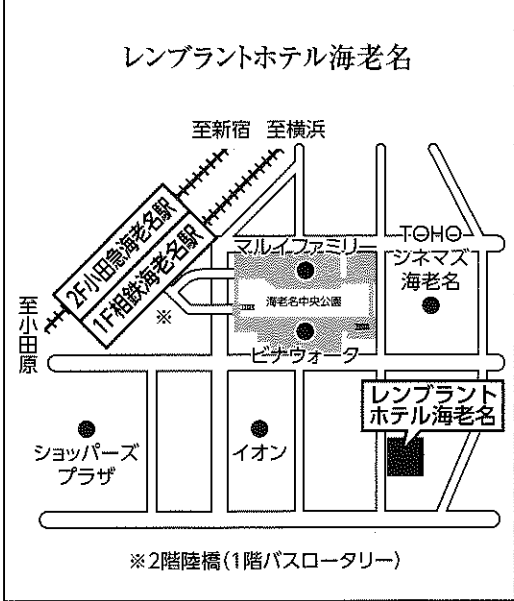 レンブラントホテル海老名
至新宿 至横浜
2F小田急海老名駅
1F相鉄海老名駅
至小田原
※
マルイファミリー
海老名中央公園
ビナウォーク
TOHO
シネマズ
海老名
レンブラント
ホテル海老名
ショッパーズ
プラザ
イオン
※2階陸橋(1階バスロータリー)